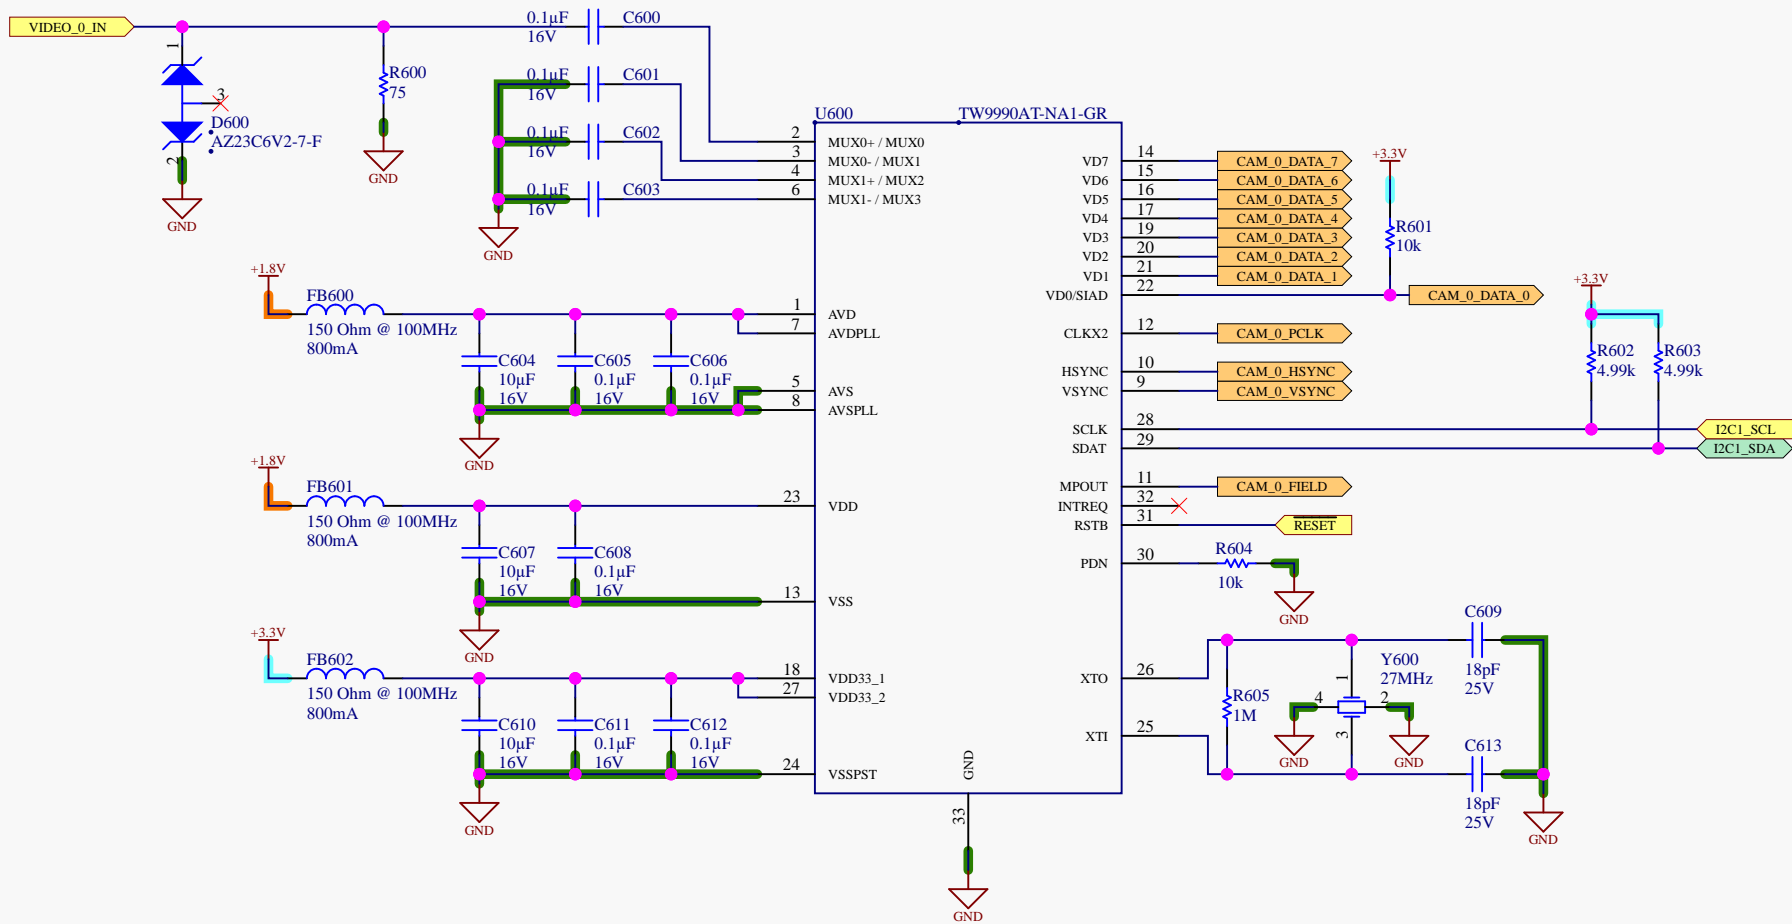 VIDEO_0_IN
1
3
2
D600
AZ23C6V2-7-F
GND
R600
75
GND
0.1µF
16V
C600
0.1µF
16V
C601
0.1µF
16V
C602
0.1µF
16V
C603
GND
U600
TW9990AT-NA1-GR
2
MUX0+ / MUX0
3
MUX0- / MUX1
4
MUX1+ / MUX2
6
MUX1- / MUX3
+1.8V
FB600
150 Ohm @ 100MHz
800mA
C604
10µF
16V
C605
0.1µF
16V
C606
0.1µF
16V
GND
1
AVD
7
AVDPLL
5
AVS
8
AVSPLL
+1.8V
FB601
150 Ohm @ 100MHz
800mA
C607
10µF
16V
C608
0.1µF
16V
GND
23
VDD
13
VSS
+3.3V
FB602
150 Ohm @ 100MHz
800mA
C610
10µF
16V
C611
0.1µF
16V
C612
0.1µF
16V
GND
18
VDD33_1
27
VDD33_2
24
VSSPST
GND
33
GND
VD7
14
CAM_0_DATA_7
VD6
15
CAM_0_DATA_6
VD5
16
CAM_0_DATA_5
VD4
17
CAM_0_DATA_4
VD3
19
CAM_0_DATA_3
VD2
20
CAM_0_DATA_2
VD1
21
CAM_0_DATA_1
VD0/SIAD
22
CAM_0_DATA_0
+3.3V
R601
10k
CLKX2
12
CAM_0_PCLK
HSYNC
10
CAM_0_HSYNC
VSYNC
9
CAM_0_VSYNC
+3.3V
R602
4.99k
R603
4.99k
SCLK
28
I2C1_SCL
SDAT
29
I2C1_SDA
MPOUT
11
CAM_0_FIELD
INTREQ
32
RSTB
31
RESET
PDN
30
R604
10k
GND
XTO
26
XTI
25
R605
1M
Y600
27MHz
1
4
2
3
GND
GND
C609
18pF
25V
C613
18pF
25V
GND